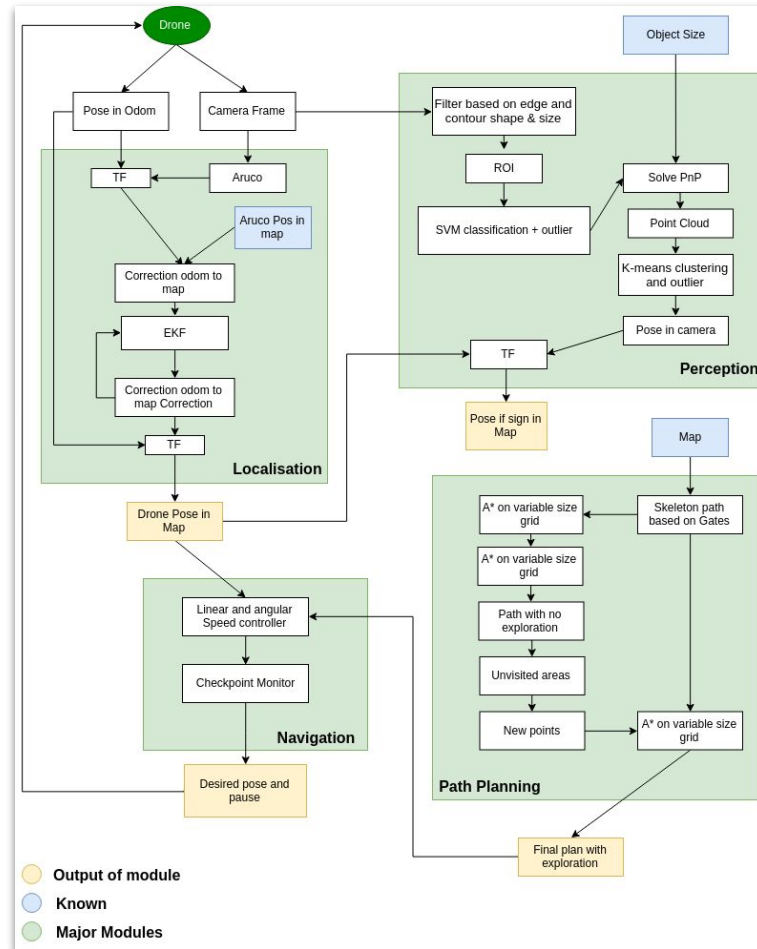 Drone
Object Size
Pose in Odom
Camera Frame
Filter based on edge and
contour shape & size
TF
Aruco
ROI
Solve PnP
Aruco Pos in
map
SVM classification + outlier
Point Cloud
Correction odom to
map
K-means clustering
and outlier
EKF
Pose in camera
TF
Perception
Correction odom to
map Correction
Pose if sign in
Map
TF
Localisation
Map
Drone Pose in
Map
A* on variable size
grid
Skeleton path
based on Gates
A* on variable size
grid
Linear and angular
Speed controller
Path with no
exploration
Checkpoint Monitor
Unvisited areas
New points
A* on variable size
grid
Navigation
Desired pose and
pause
Path Planning
Final plan with
exploration
Output of module
Known
Major Modules